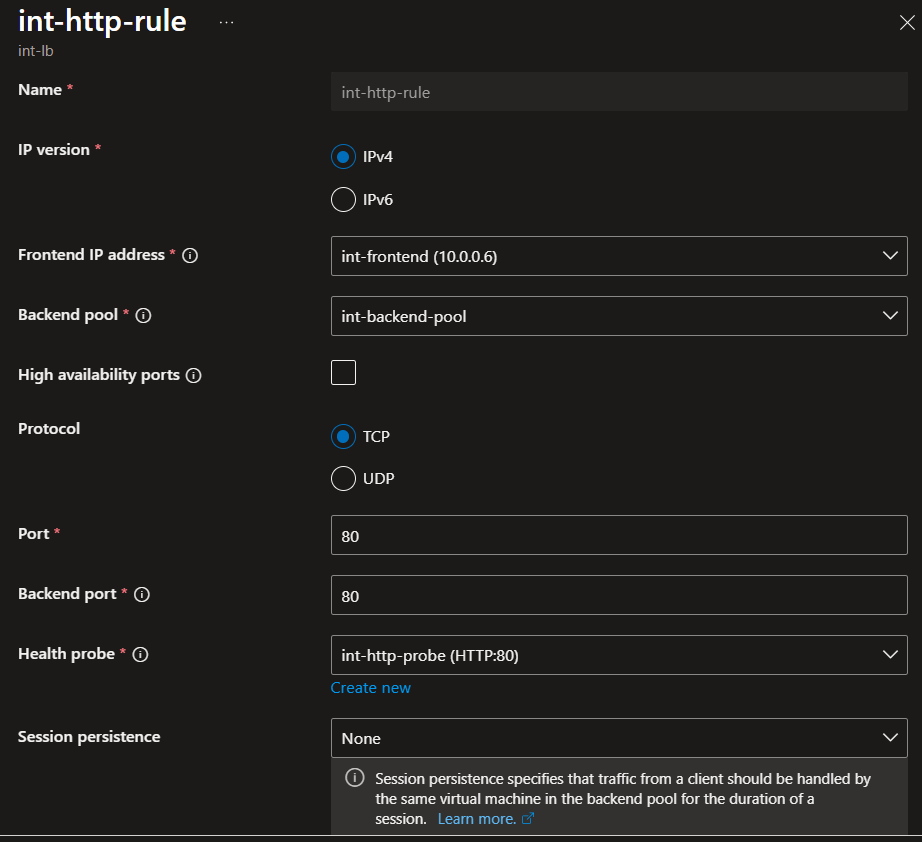 int-http-rule ...
int-lb
Name *
int-http-rule
IP version *
IPv4
IPv6
Frontend IP address *
int-frontend (10.0.0.6)
Backend pool *
int-backend-pool
High availability ports
Protocol
TCP
UDP
Port *
80
Backend port *
80
Health probe *
int-http-probe (HTTP:80)
Create new
Session persistence
None
Session persistence specifies that traffic from a client should be handled by
the same virtual machine in the backend pool for the duration of a
session. Learn more.